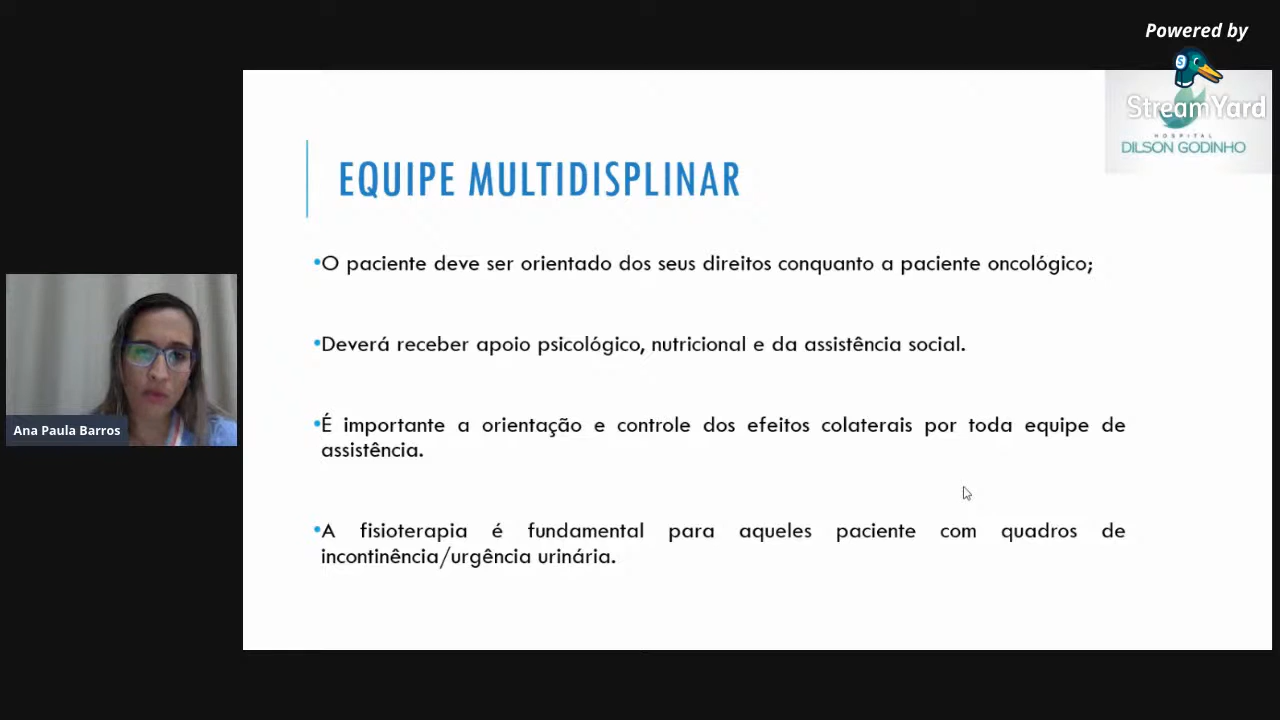 Powered by
S
StreamYard
HOSPITAL
DILSON GODINHO
EQUIPE MULTIDISPLINAR
•O paciente deve ser orientado dos seus direitos conquanto a paciente oncológico;
•Deverá receber apoio psicológico, nutricional e da assistência social.
•É importante a orientação e controle dos efeitos colaterais por toda equipe de
assistência.
•A fisioterapia é fundamental para aqueles paciente com quadros de
incontinência/urgência urinária.
Ana Paula Barros